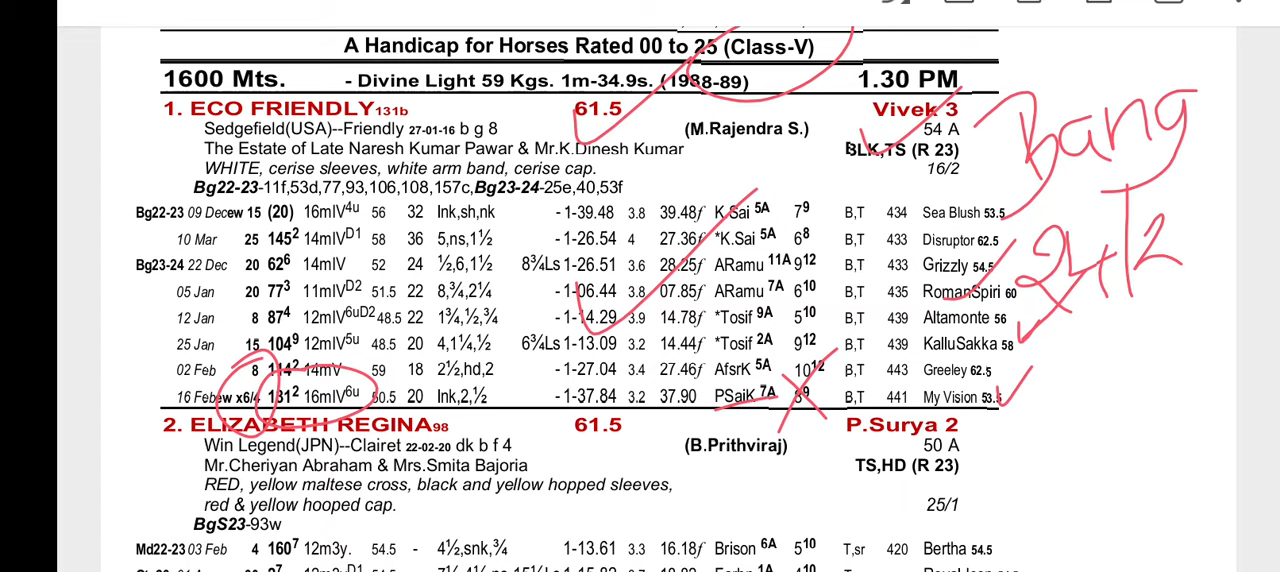 A Handicap for Horses Rated 00 to 25 (Class-V)
1600 Mts. - Divine Light 59 Kgs. 1m-34.9s. (1988-89) 1.30 PM
1. ECO FRIENDLY131b 61.5 Vivek 3
Sedgefield(USA)--Friendly 27-01-16 b g 8 (M.Rajendra S.) 54 A
The Estate of Late Naresh Kumar Pawar & Mr.K.Dinesh Kumar BLK,TS (R 23)
WHITE, cerise sleeves, white arm band, cerise cap. 16/2
Bg22-23-11f,53d,77,93,106,108,157c,Bg23-24-25e,40,53f
Bg22-23 09 Decew 15 (20) 16mIV4u 56 32 lnk,sh,nk - 1-39.48 3.8 39.48f K.Sai 5A 79 B,T 434 Sea Blush 53.5
10 Mar 25 1452 14mIVD1 58 36 5,ns,1½ - 1-26.54 4 27.36f *K.Sai 5A 68 B,T 433 Disruptor 62.5
Bg23-24 22 Dec 20 626 14mIV 52 24 ½,6,1½ 8¾Ls 1-26.51 3.6 28.25f ARamu 11A 912 B,T 433 Grizzly 54.5
05 Jan 20 773 11mIVD2 51.5 22 8,¾,2¼ - 1-06.44 3.8 07.85f ARamu 7A 610 B,T 435 RomanSpiri 60
12 Jan 8 874 12mIV6uD2 48.5 22 1¾,½,¾ - 1-14.29 3.9 14.78f *Tosif 9A 510 B,T 439 Altamonte 56
25 Jan 15 1049 12mIV5u 48.5 20 4,1¼,½ 6¾Ls 1-13.09 3.2 14.44f *Tosif 2A 912 B,T 439 KalluSakka 58
02 Feb 8 1142 14mIV 59 18 2½,hd,2 - 1-27.04 3.4 27.46f AfsrK 5A 1012 B,T 443 Greeley 62.5
16 Febew x6/4 1312 16mIV6u 60.5 20 lnk,2,½ - 1-37.84 3.2 37.90 PSaiK 7A 89 B,T 441 My Vision 53.5
Bang
2. ELIZABETH REGINA98 61.5 P.Surya 2
Win Legend(JPN)--Clairet 22-02-20 dk b f 4 (B.Prithviraj) 50 A
Mr.Cheriyan Abraham & Mrs.Smita Bajoria TS,HD (R 23)
RED, yellow maltese cross, black and yellow hopped sleeves,
red & yellow hooped cap. 25/1
BgS23-93w
Md22-23 03 Feb 4 1607 12m3y. 54.5 - 4½,snk,¾ 1-13.61 3.3 16.18f Brison 6A 510 T,sr 420 Bertha 54.5